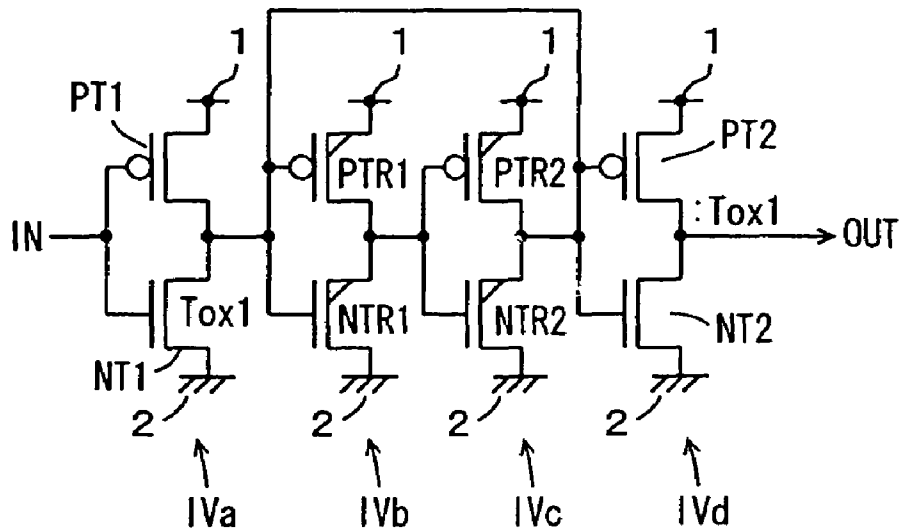 1 1 1 1
PT1 PTR1 PTR2 PT2
:Tox1
IN OUT
Tox1 NTR1 NTR2 NT2
NT1
2 2 2 2
IVa IVb IVc IVd